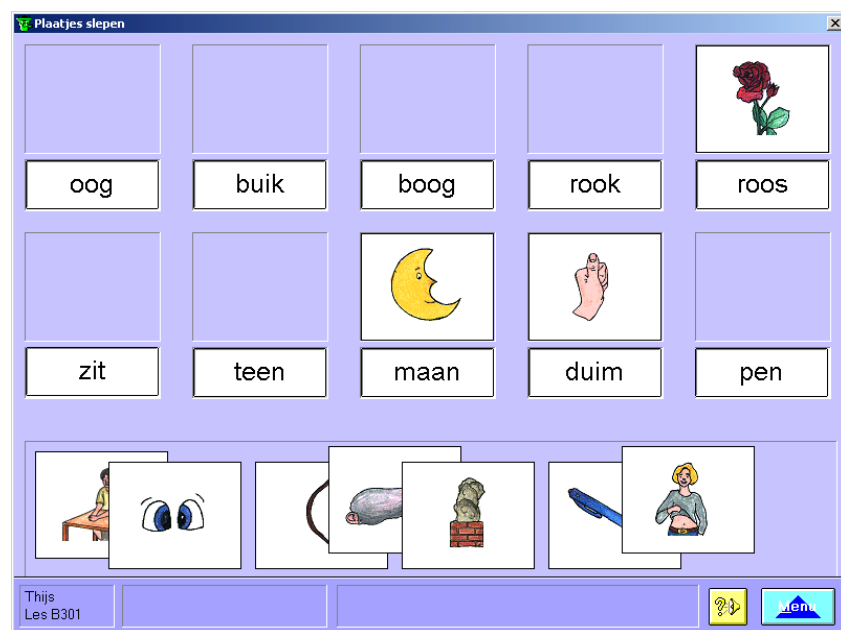 Plaatjes slepen
oog
buik
boog
rook
roos
zit
teen
maan
duim
pen
Thijs
Les B301
?
Menu